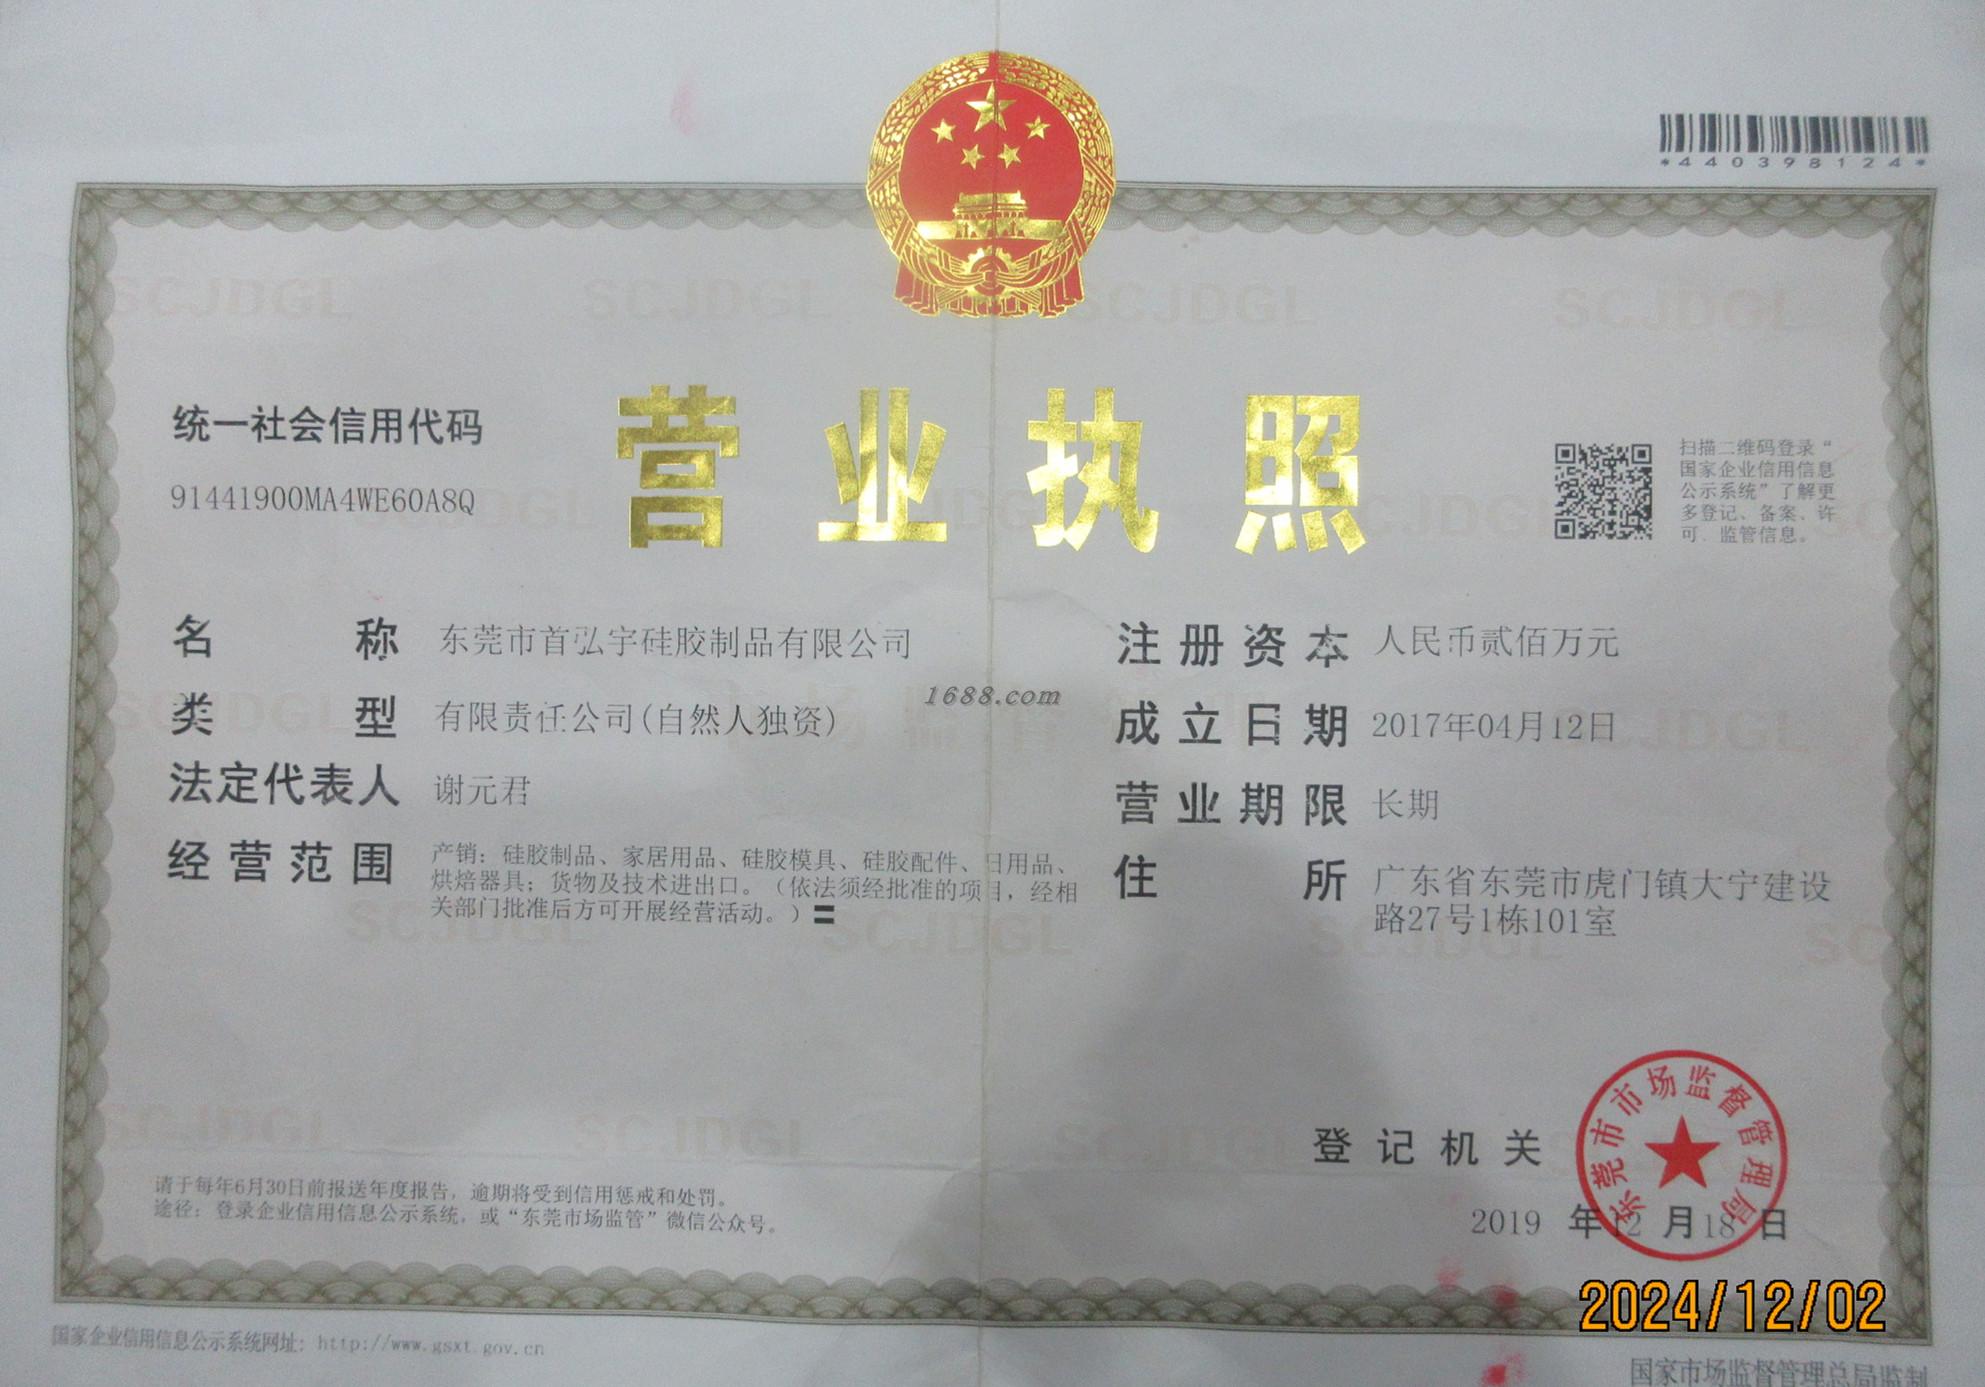 *440398124*
统一社会信用代码
91441900MA4WE60A8Q
营业执照
扫描二维码登录“
国家企业信用信息
公示系统”了解更
多登记、备案、许
可、监管信息。
名称 东莞市首弘宇硅胶制品有限公司
类型 有限责任公司(自然人独资)
法定代表人 谢元君
经营范围 产销：硅胶制品、家居用品、硅胶模具、硅胶配件、日用品、
烘焙器具；货物及技术进出口。（依法须经批准的项目，经相
关部门批准后方可开展经营活动。）〓
1688.com
注册资本 人民币贰佰万元
成立日期 2017年04月12日
营业期限 长期
住所 广东省东莞市虎门镇大宁建设
路27号1栋101室
登记机关
东莞市市场监督管理局
2019 年12 月18日
请于每年6月30日前报送年度报告，逾期将受到信用惩戒和处罚。
途径：登录企业信用信息公示系统，或“东莞市场监管”微信公众号。
2024/12/02
国家企业信用信息公示系统网址：http://www.gsxt.gov.cn
国家市场监督管理总局监制
SCJDGL